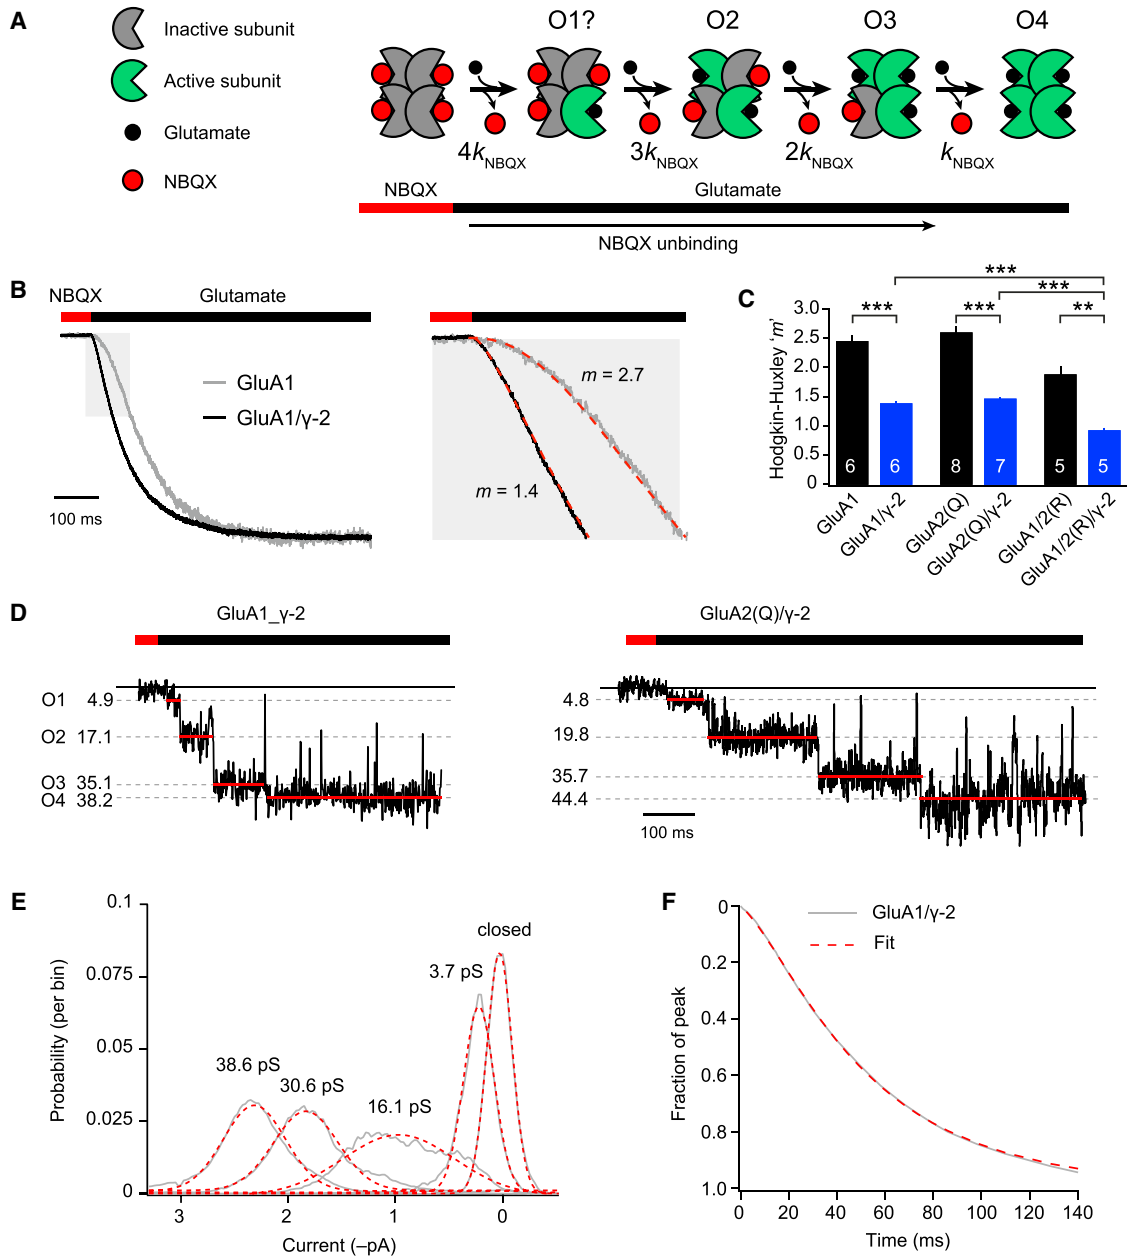 A
Inactive subunit
Active subunit
Glutamate
NBQX
O1?
O2
O3
O4
4kNBQX
3kNBQX
2kNBQX
kNBQX
NBQX
Glutamate
NBQX unbinding
B
NBQX
Glutamate
GluA1
GluA1/γ-2
100 ms
m = 2.7
m = 1.4
C
***
***
***
***
**
Hodgkin-Huxley 'm'
3.0
2.5
2.0
1.5
1.0
0.5
0
6
6
8
7
5
5
GluA1
GluA1/γ-2
GluA2(Q)
GluA2(Q)/γ-2
GluA1/2(R)
GluA1/2(R)/γ-2
D
GluA1_γ-2
O1 4.9
O2 17.1
O3 35.1
O4 38.2
GluA2(Q)/γ-2
4.8
19.8
35.7
44.4
100 ms
E
Probability (per bin)
0.1
0.075
0.05
0.025
0
closed
3.7 pS
38.6 pS
30.6 pS
16.1 pS
3 2 1 0
Current (–pA)
F
GluA1/γ-2
Fit
Fraction of peak
0
0.2
0.4
0.6
0.8
1.0
0 20 40 60 80 100 120 140
Time (ms)